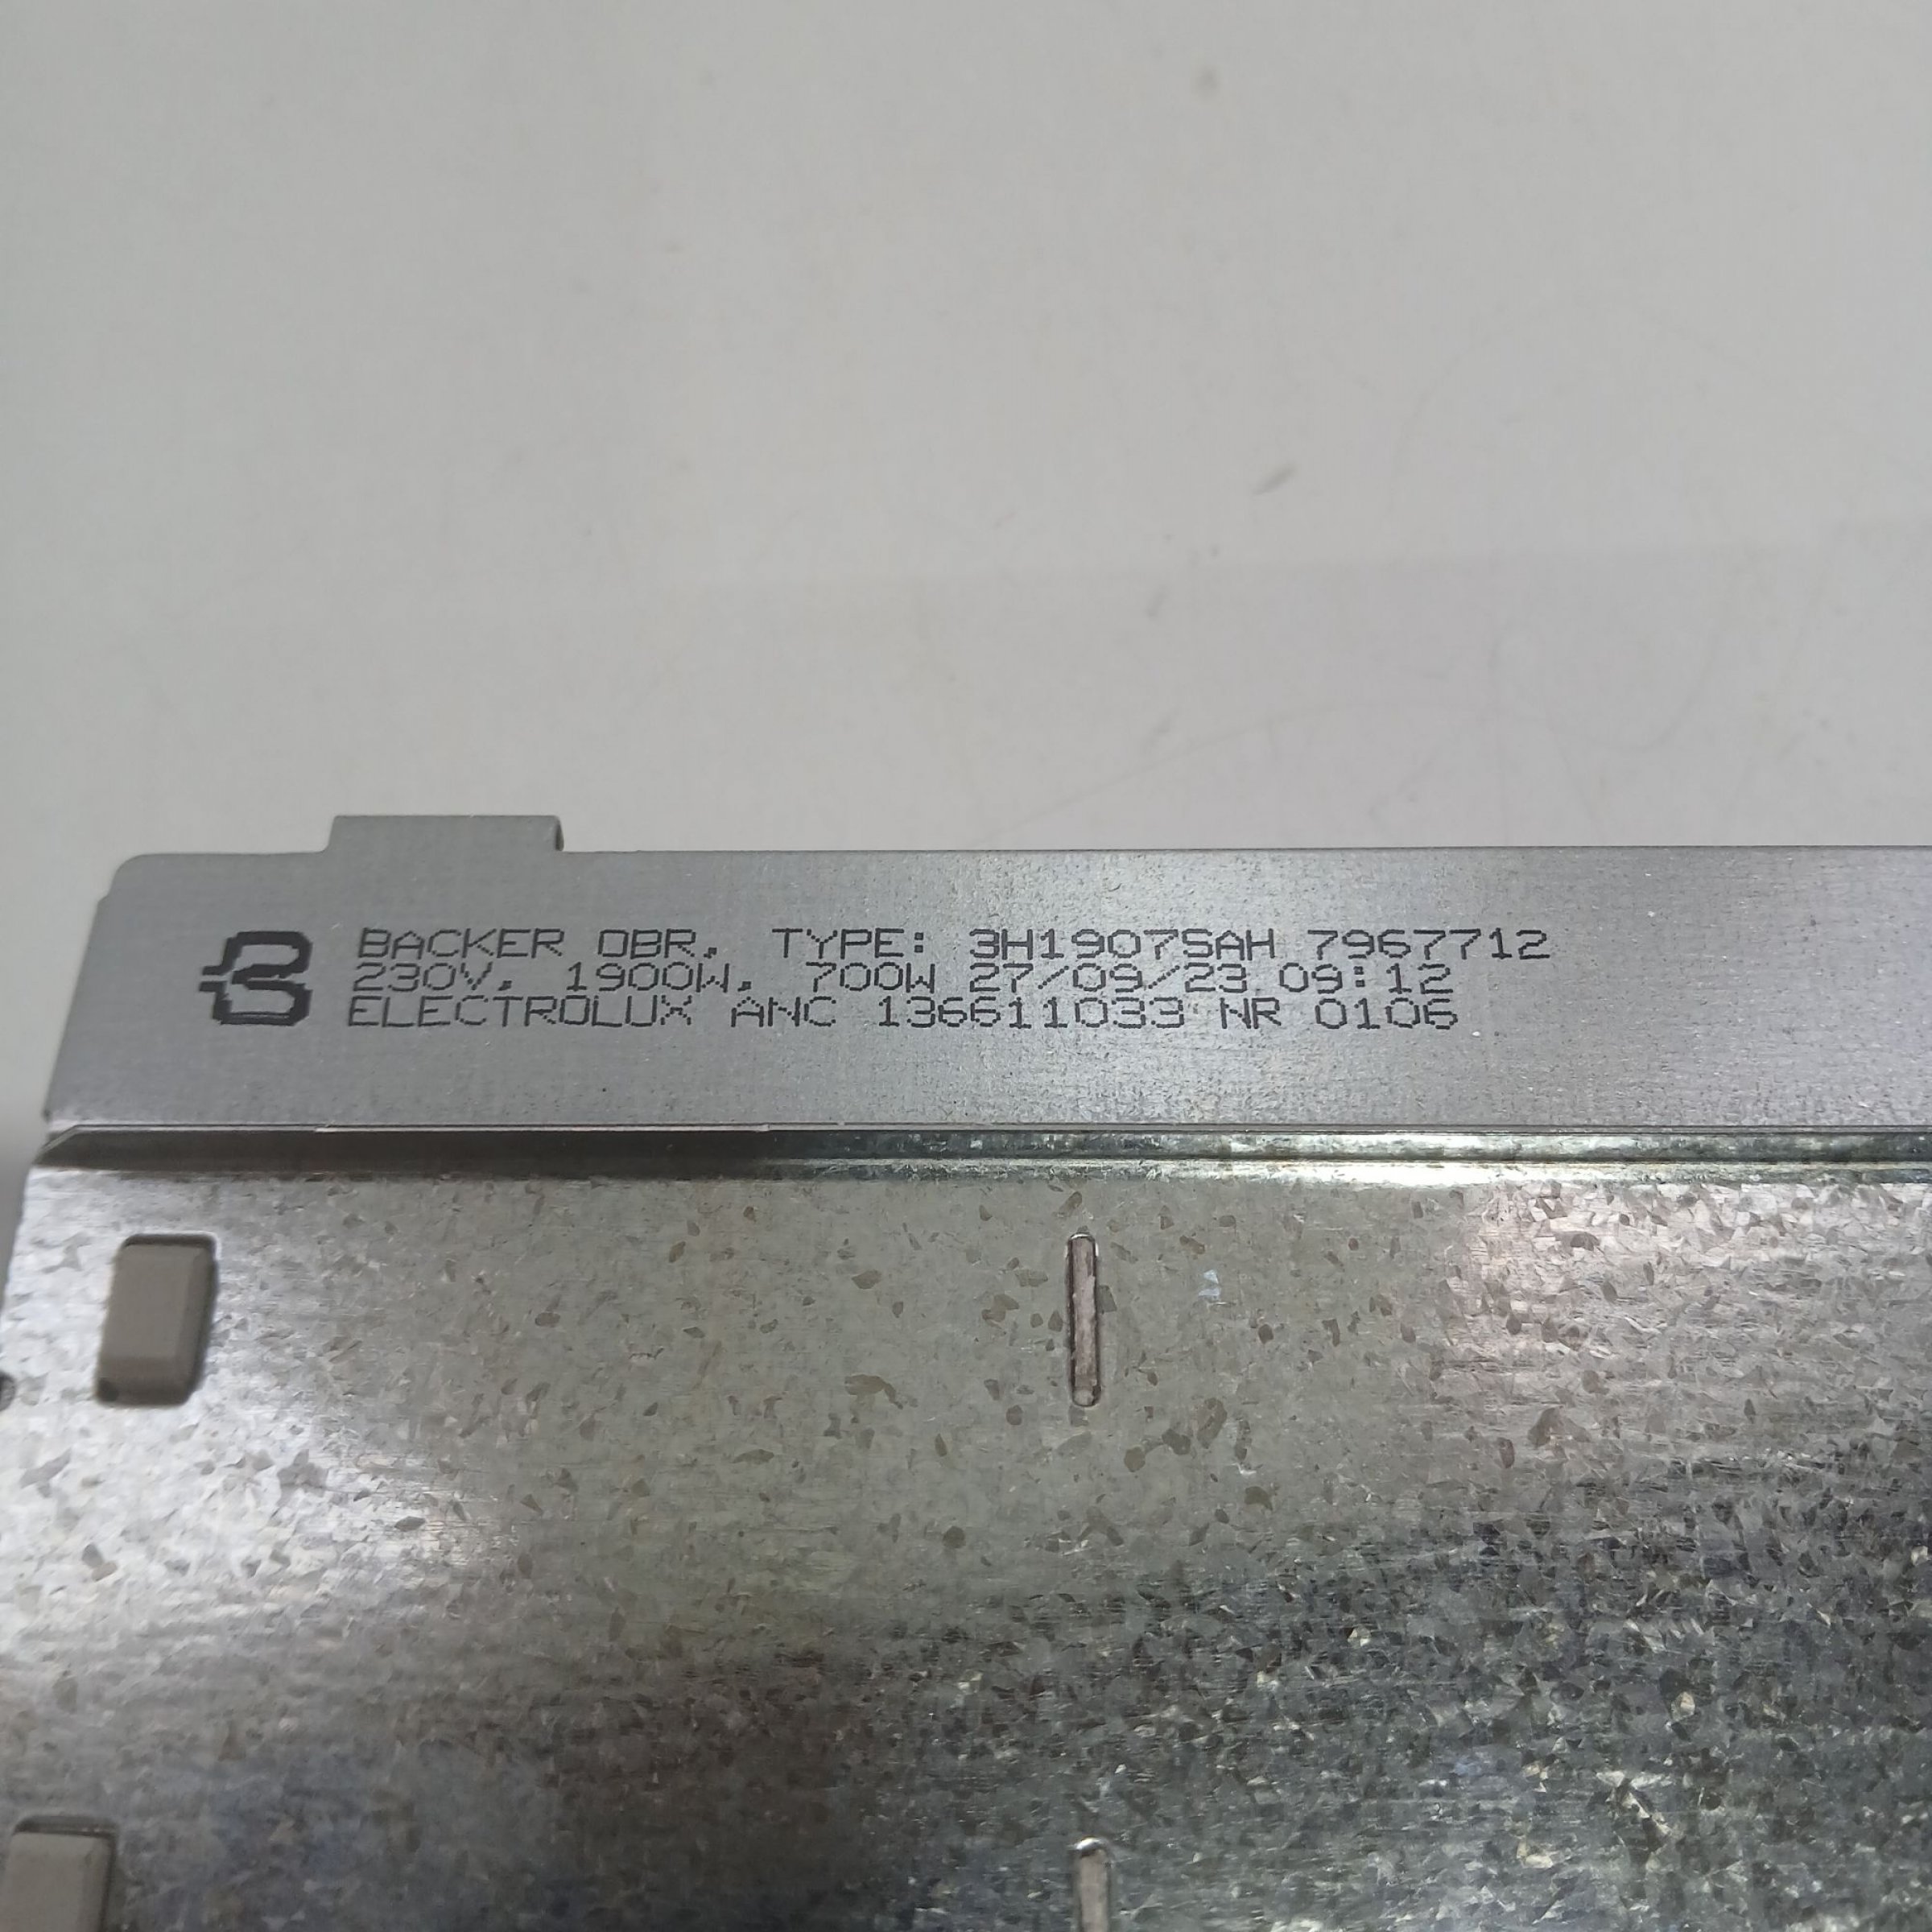 BACKER OBR. TYPE: 3H1907SAH 7967712
230V. 1900W. 700W 27/09/23 09:12
ELECTROLUX ANC 136611033 NR 0106